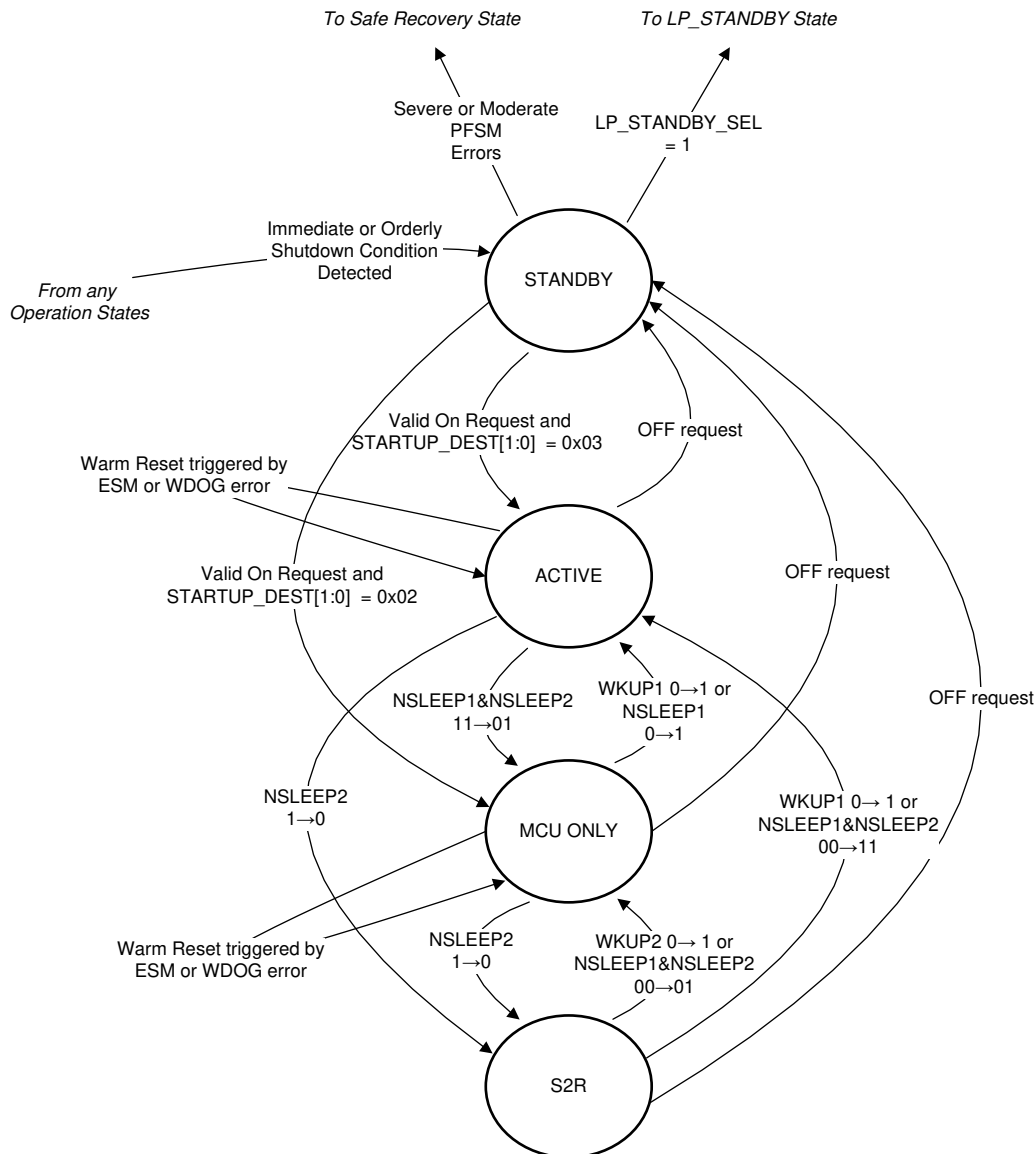 To Safe Recovery State
To LP_STANDBY State
Severe or Moderate
PFSM
Errors
LP_STANDBY_SEL
= 1
Immediate or Orderly
Shutdown Condition
Detected
From any
Operation States
STANDBY
Valid On Request and
STARTUP_DEST[1:0] = 0x03
OFF request
Warm Reset triggered by
ESM or WDOG error
ACTIVE
Valid On Request and
STARTUP_DEST[1:0] = 0x02
OFF request
OFF request
NSLEEP1&NSLEEP2
11→01
WKUP1 0→1 or
NSLEEP1
0→1
NSLEEP2
1→0
MCU ONLY
WKUP1 0→ 1 or
NSLEEP1&NSLEEP2
00→11
Warm Reset triggered by
ESM or WDOG error
NSLEEP2
1→0
WKUP2 0→ 1 or
NSLEEP1&NSLEEP2
00→01
S2R